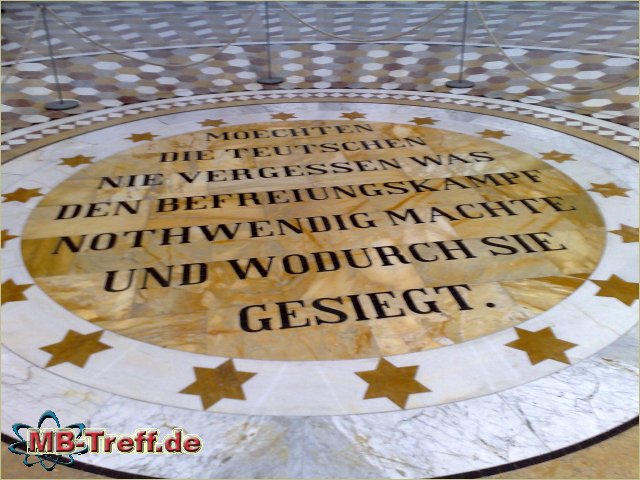 MOECHTEN
DIE TEUTSCHEN
NIE VERGESSEN WAS
DEN BEFREIUNGSKAMPF
NOTHWENDIG MACHTE
UND WODURCH SIE
GESIEGT.
MB-Treff.de